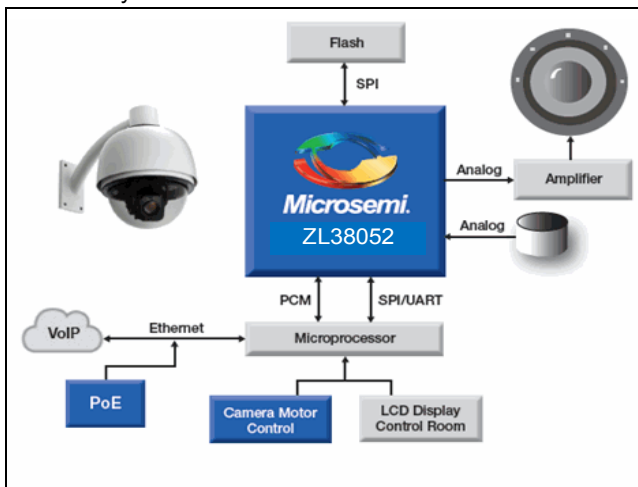 Flash
SPI
Microsemi.
ZL38052
Analog
Amplifier
Analog
PCM
SPI/UART
VoIP
Ethernet
Microprocessor
PoE
Camera Motor
Control
LCD Display
Control Room